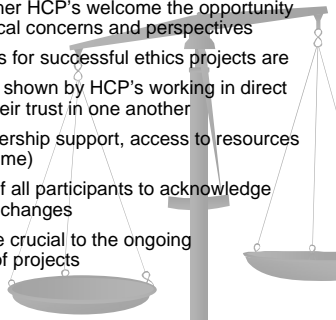 her HCP's welcome the opportunity
cal concerns and perspectives
s for successful ethics projects are
shown by HCP's working in direct
eir trust in one another
ership support, access to resources
me)
f all participants to acknowledge
changes
e crucial to the ongoing
of projects